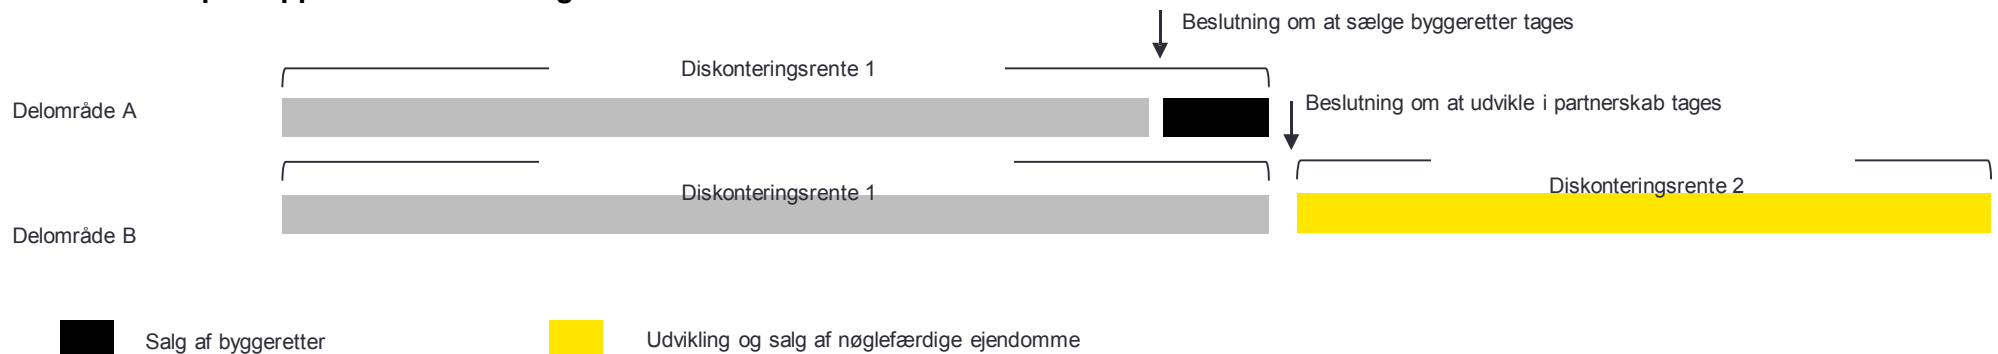 Beslutning om at sælge byggeretter tages
Diskonteringsrente 1
Delområde A
Beslutning om at udvikle i partnerskab tages
Diskonteringsrente 1
Diskonteringsrente 2
Delområde B
Salg af byggeretter
Udvikling og salg af nøglefærdige ejendomme